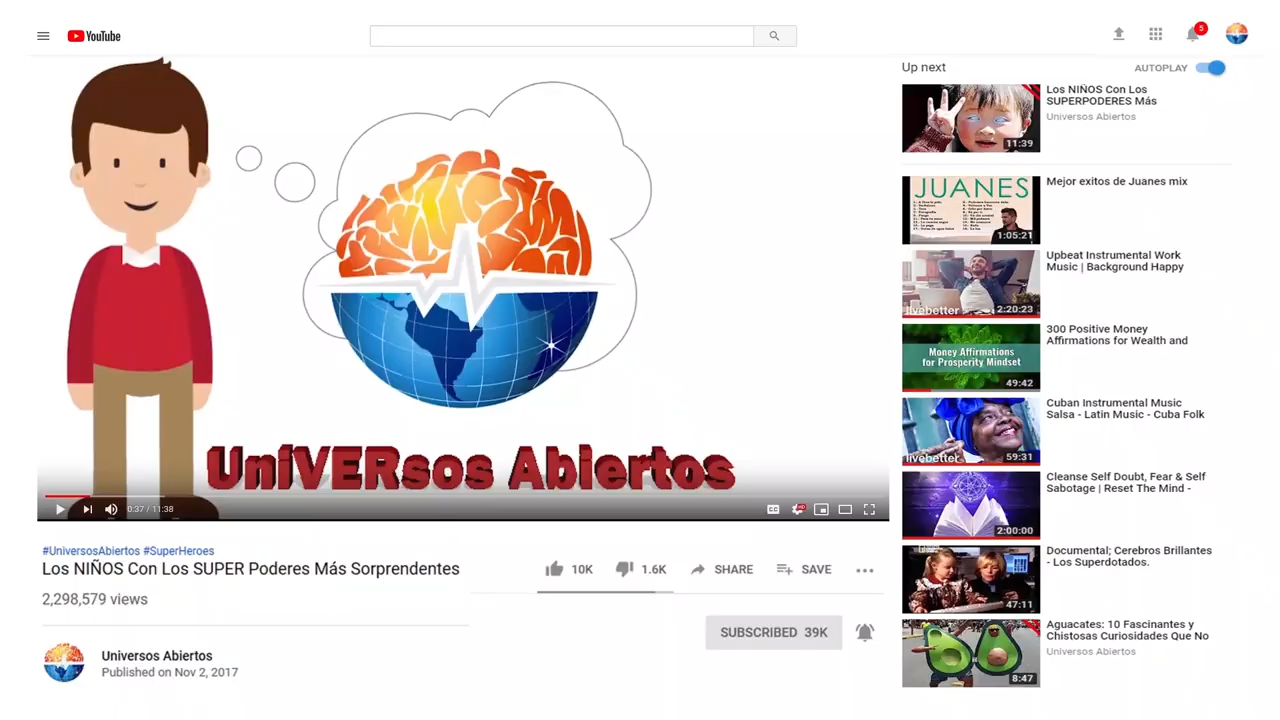 YouTube
5
UniVERsos Abiertos
0:37 / 11:38
CC
HD
#UniversosAbiertos #SuperHeroes
Los NIÑOS Con Los SUPER Poderes Más Sorprendentes
2,298,579 views
10K
1.6K
SHARE
SAVE
SUBSCRIBED 39K
Universos Abiertos
Published on Nov 2, 2017
Up next
AUTOPLAY
11:39
Los NIÑOS Con Los
SUPERPODERES Más
Universos Abiertos
JUANES
1:05:21
Mejor exitos de Juanes mix
livebetter
2:20:23
Upbeat Instrumental Work
Music | Background Happy
Money Affirmations
for Prosperity Mindset
49:42
300 Positive Money
Affirmations for Wealth and
livebetter
59:31
Cuban Instrumental Music
Salsa - Latin Music - Cuba Folk
2:00:00
Cleanse Self Doubt, Fear & Self
Sabotage | Reset The Mind -
47:11
Documental; Cerebros Brillantes
- Los Superdotados.
8:47
Aguacates: 10 Fascinantes y
Chistosas Curiosidades Que No
Universos Abiertos